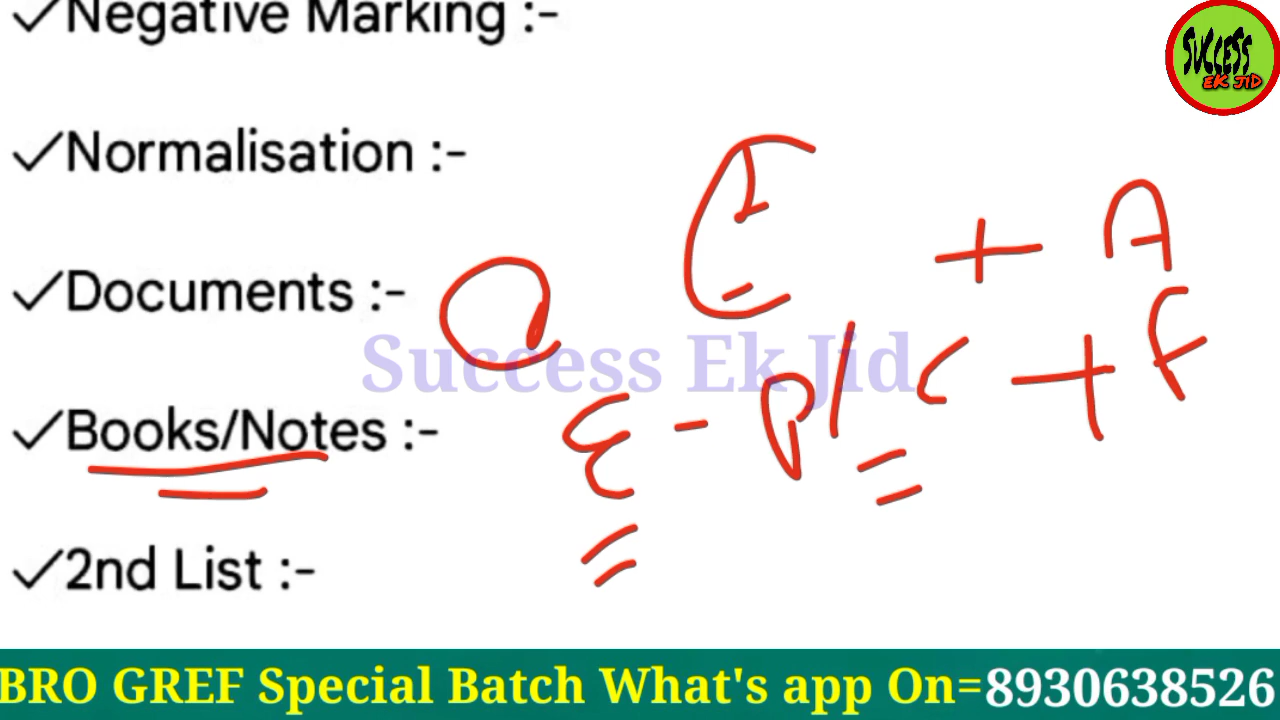 ✓Negative Marking :-
SUCCESS
EK JID
✓Normalisation :-
+ A
✓Documents :-
Success Ek Jid
✓Books/Notes :-
✓2nd List :-
BRO GREF Special Batch What's app On=8930638526